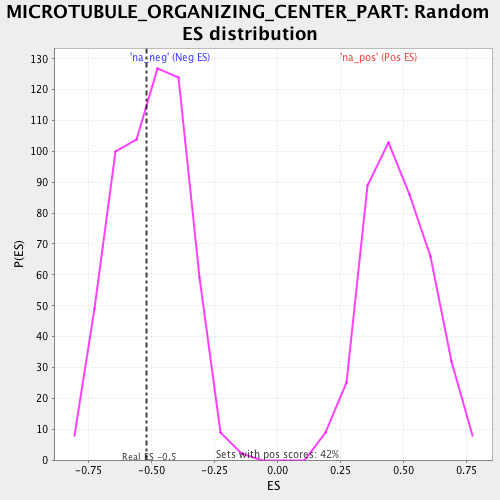 MICROTUBULE_ORGANIZING_CENTER_PART: Random
ES distribution
'na_neg' (Neg ES)
'na_pos' (Pos ES)
130
120
110
100
90
80
70
60
50
40
30
20
10
0
P(ES)
Real ES -0.5
Sets with pos scores: 42%
-0.75 -0.50 -0.25 0.00 0.25 0.50 0.75
ES